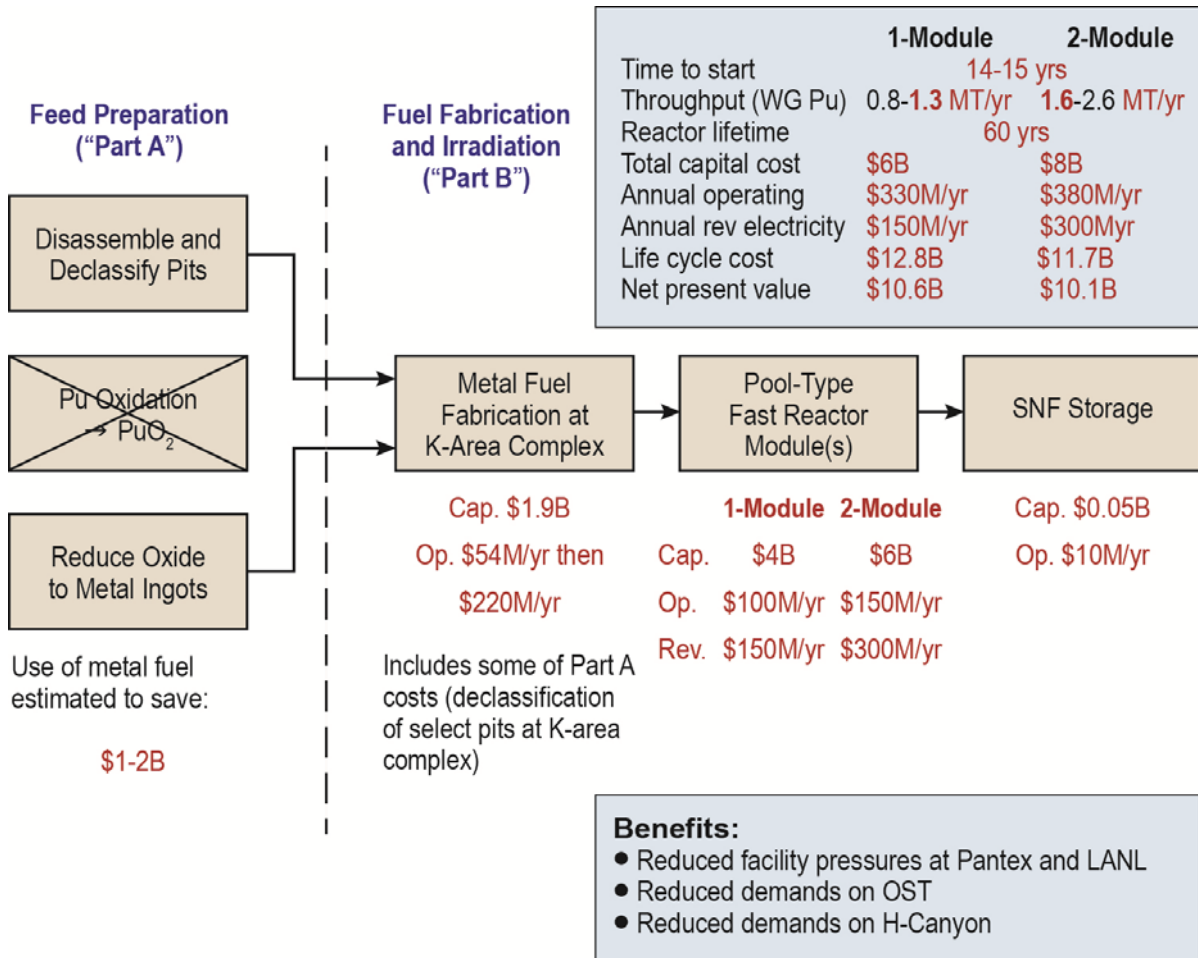 Feed Preparation
("Part A")
Disassemble and
Declassify Pits
Pu Oxidation
→ PuO2
Reduce Oxide
to Metal Ingots
Use of metal fuel
estimated to save:
$1-2B
Fuel Fabrication
and Irradiation
("Part B")
1-Module 2-Module
Time to start 14-15 yrs
Throughput (WG Pu) 0.8-1.3 MT/yr 1.6-2.6 MT/yr
Reactor lifetime 60 yrs
Total capital cost $6B $8B
Annual operating $330M/yr $380M/yr
Annual rev electricity $150M/yr $300Myr
Life cycle cost $12.8B $11.7B
Net present value $10.6B $10.1B
Metal Fuel
Fabrication at
K-Area Complex
Cap. $1.9B
Op. $54M/yr then
$220M/yr
Includes some of Part A
costs (declassification
of select pits at K-area
complex)
Pool-Type
Fast Reactor
Module(s)
1-Module 2-Module
Cap. $4B $6B
Op. $100M/yr $150M/yr
Rev. $150M/yr $300M/yr
SNF Storage
Cap. $0.05B
Op. $10M/yr
Benefits:
● Reduced facility pressures at Pantex and LANL
● Reduced demands on OST
● Reduced demands on H-Canyon